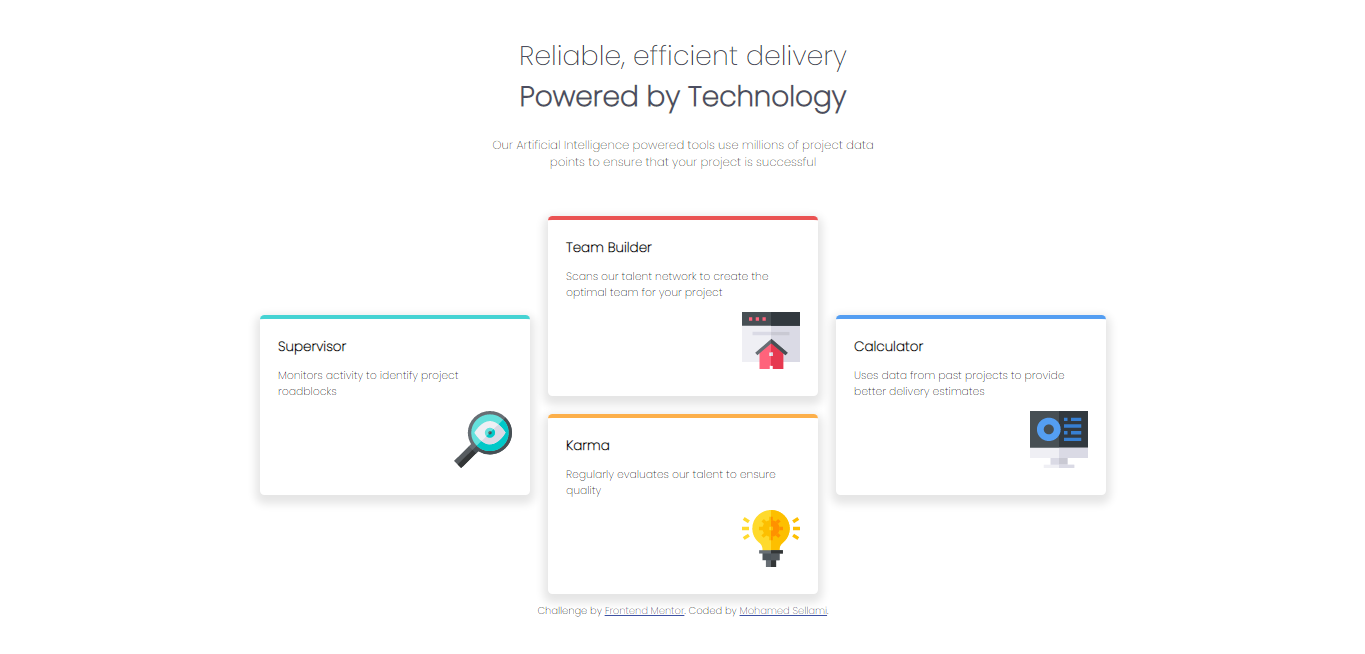 Reliable, efficient delivery
Powered by Technology
Our Artificial Intelligence powered tools use millions of project data
points to ensure that your project is successful
Team Builder
Scans our talent network to create the
optimal team for your project
Supervisor
Monitors activity to identify project
roadblocks
Calculator
Uses data from past projects to provide
better delivery estimates
Karma
Regularly evaluates our talent to ensure
quality
Challenge by Frontend Mentor. Coded by Mohamed Sellami.